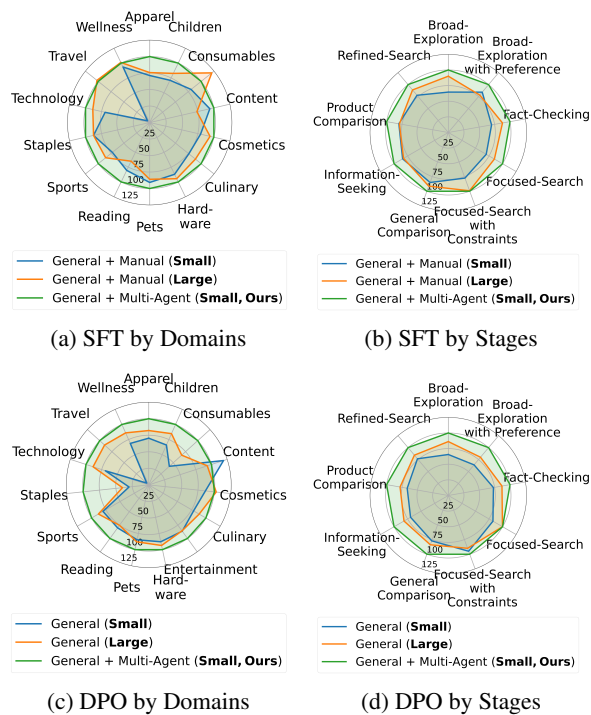 Apparel
Wellness
Children
Travel
Consumables
Technology
Content
Staples
Cosmetics
Sports
Culinary
Reading
Hard-
ware
Pets
25
50
75
100
125
General + Manual (Small)
General + Manual (Large)
General + Multi-Agent (Small, Ours)
(a) SFT by Domains
Broad-
Exploration
Broad-
Exploration
with Preference
Refined-Search
Product
Comparison
Fact-Checking
Information-
Seeking
Focused-Search
General
Comparison
Focused-Search
with
Constraints
25
50
75
100
125
General + Manual (Small)
General + Manual (Large)
General + Multi-Agent (Small, Ours)
(b) SFT by Stages
Apparel
Wellness
Children
Travel
Consumables
Technology
Content
Staples
Cosmetics
Sports
Culinary
Reading
Entertainment
Pets
Hard-
ware
25
50
75
100
125
General (Small)
General (Large)
General + Multi-Agent (Small, Ours)
(c) DPO by Domains
Broad-
Exploration
Broad-
Exploration
with Preference
Refined-Search
Product
Comparison
Fact-Checking
Information-
Seeking
Focused-Search
General
Comparison
Focused-Search
with
Constraints
25
50
75
100
125
General (Small)
General (Large)
General + Multi-Agent (Small, Ours)
(d) DPO by Stages